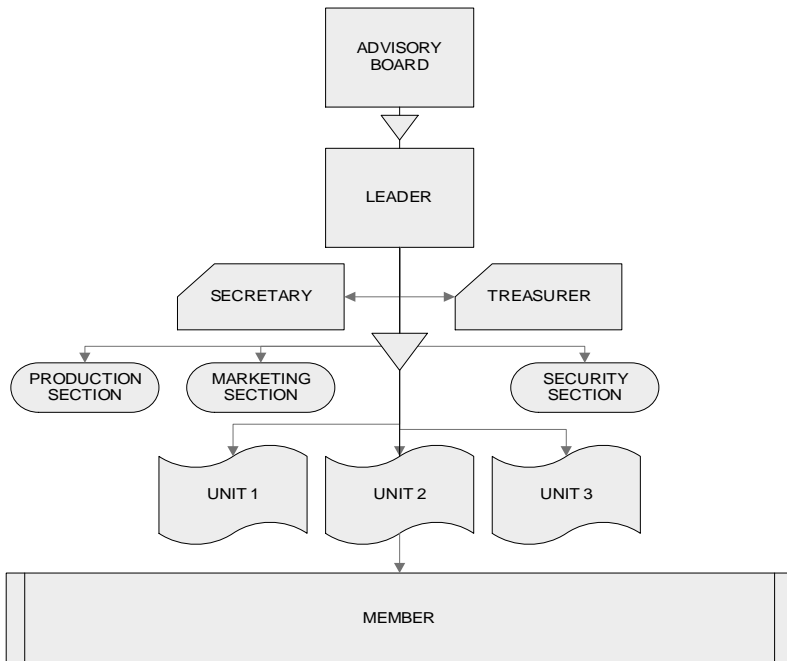 ADVISORY
BOARD
LEADER
SECRETARY
TREASURER
PRODUCTION
SECTION
MARKETING
SECTION
SECURITY
SECTION
UNIT 1
UNIT 2
UNIT 3
MEMBER